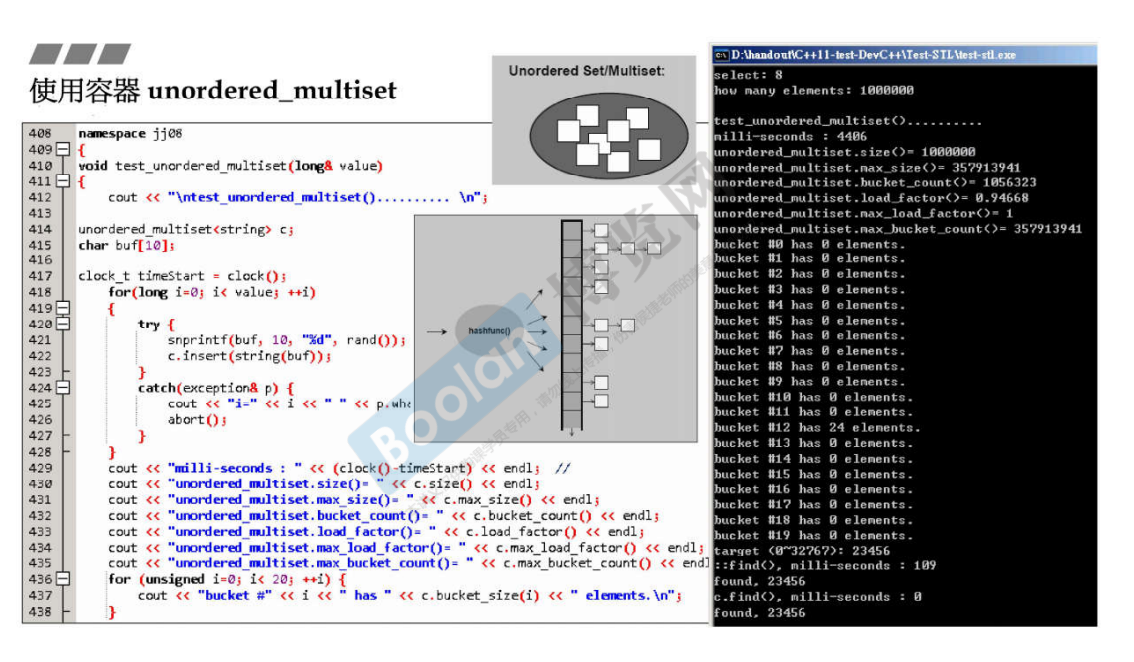 使用容器 unordered_multiset
408 namespace jj08
409 {
410 void test_unordered_multiset(long& value)
411 {
412 cout << "\ntest_unordered_multiset().......... \n";
413
414 unordered_multiset<string> c;
415 char buf[10];
416
417 clock_t timeStart = clock();
418 for(long i=0; i< value; ++i)
419 {
420 try {
421 snprintf(buf, 10, "%d", rand());
422 c.insert(string(buf));
423 }
424 catch(exception& p) {
425 cout << "i=" << i << " " << p.wh
426 abort();
427 }
428 }
429 cout << "milli-seconds : " << (clock()-timeStart) << endl; //
430 cout << "unordered_multiset.size()= " << c.size() << endl;
431 cout << "unordered_multiset.max_size()= " << c.max_size() << endl;
432 cout << "unordered_multiset.bucket_count()= " << c.bucket_count() << endl;
433 cout << "unordered_multiset.load_factor()= " << c.load_factor() << endl;
434 cout << "unordered_multiset.max_load_factor()= " << c.max_load_factor() << endl;
435 cout << "unordered_multiset.max_bucket_count()= " << c.max_bucket_count() << endl
436 for (unsigned i=0; i< 20; ++i) {
437 cout << "bucket #" << i << " has " << c.bucket_size(i) << " elements.\n";
438 }
Unordered Set/Multiset:
hashfunc()
Boolan 博览网
D:\handout\C++11-test-DevC++\Test-STL\test-stl.exe
select: 8
how many elements: 1000000
test_unordered_multiset()..........
milli-seconds : 4406
unordered_multiset.size()= 1000000
unordered_multiset.max_size()= 357913941
unordered_multiset.bucket_count()= 1056323
unordered_multiset.load_factor()= 0.94668
unordered_multiset.max_load_factor()= 1
unordered_multiset.max_bucket_count()= 357913941
bucket #0 has 0 elements.
bucket #1 has 0 elements.
bucket #2 has 0 elements.
bucket #3 has 0 elements.
bucket #4 has 0 elements.
bucket #5 has 0 elements.
bucket #6 has 0 elements.
bucket #7 has 0 elements.
bucket #8 has 0 elements.
bucket #9 has 0 elements.
bucket #10 has 0 elements.
bucket #11 has 0 elements.
bucket #12 has 24 elements.
bucket #13 has 0 elements.
bucket #14 has 0 elements.
bucket #15 has 0 elements.
bucket #16 has 0 elements.
bucket #17 has 0 elements.
bucket #18 has 0 elements.
bucket #19 has 0 elements.
target (0~32767): 23456
::find(), milli-seconds : 109
found, 23456
c.find(), milli-seconds : 0
found, 23456